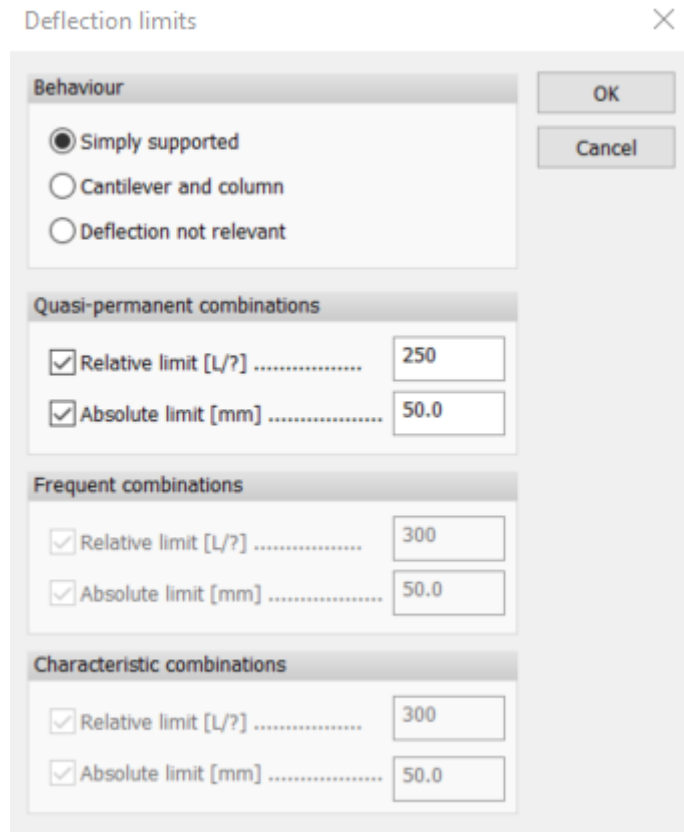 Deflection limits
Behaviour
OK
Simply supported
Cancel
Cantilever and column
Deflection not relevant
Quasi-permanent combinations
Relative limit [L/?] ................. 250
Absolute limit [mm] .................. 50.0
Frequent combinations
Relative limit [L/?] ................. 300
Absolute limit [mm] .................. 50.0
Characteristic combinations
Relative limit [L/?] ................. 300
Absolute limit [mm] .................. 50.0